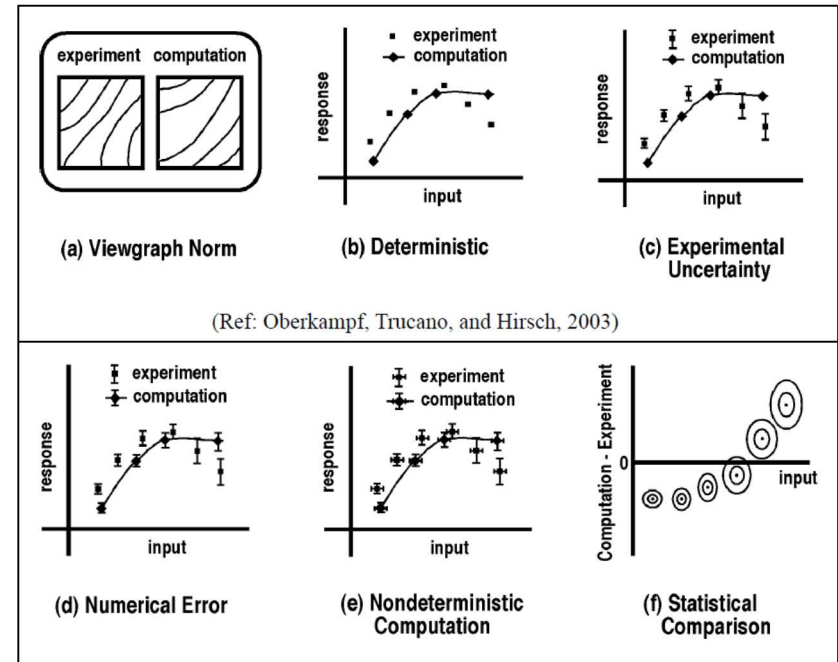 experiment computation
(a) Viewgraph Norm
experiment
computation
response
input
(b) Deterministic
experiment
computation
response
input
(c) Experimental
Uncertainty
(Ref: Oberkampf, Trucano, and Hirsch, 2003)
experiment
computation
response
input
(d) Numerical Error
experiment
computation
response
input
(e) Nondeterministic
Computation
Computation - Experiment
0
input
(f) Statistical
Comparison